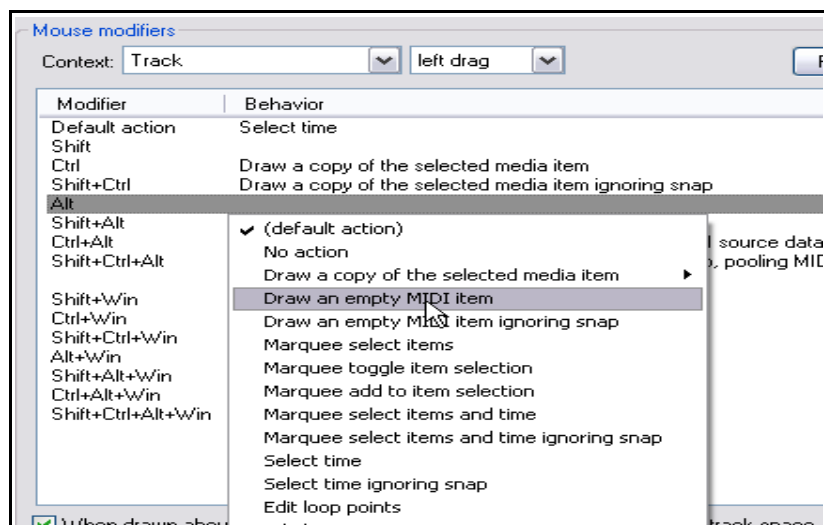 Mouse modifiers
Context: Track left drag
Modifier Behavior
Default action Select time
Shift
Ctrl Draw a copy of the selected media item
Shift+Ctrl Draw a copy of the selected media item ignoring snap
Alt
Shift+Alt
(default action)
Ctrl+Alt source data
No action
Shift+Ctrl+Alt , pooling MID
Draw a copy of the selected media item
Shift+Win Draw an empty MIDI item
Ctrl+Win Draw an empty MIDI item ignoring snap
Shift+Ctrl+Win Marquee select items
Alt+Win
Shift+Alt+Win Marquee toggle item selection
Ctrl+Alt+Win Marquee add to item selection
Shift+Ctrl+Alt+Win Marquee select items and time
Marquee select items and time ignoring snap
Select time
Select time ignoring snap
Edit loop points